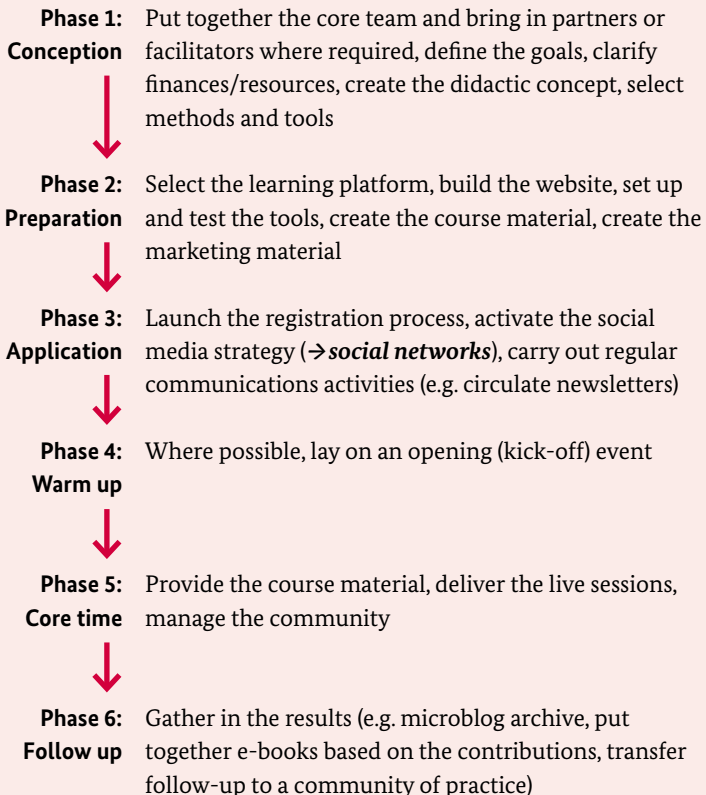 Phase 1: Put together the core team and bring in partners or
Conception facilitators where required, define the goals, clarify
finances/resources, create the didactic concept, select
methods and tools
Phase 2: Select the learning platform, build the website, set up
Preparation and test the tools, create the course material, create the
marketing material
Phase 3: Launch the registration process, activate the social
Application media strategy (→social networks), carry out regular
communications activities (e.g. circulate newsletters)
Phase 4: Where possible, lay on an opening (kick-off) event
Warm up
Phase 5: Provide the course material, deliver the live sessions,
Core time manage the community
Phase 6: Gather in the results (e.g. microblog archive, put
Follow up together e-books based on the contributions, transfer
follow-up to a community of practice)